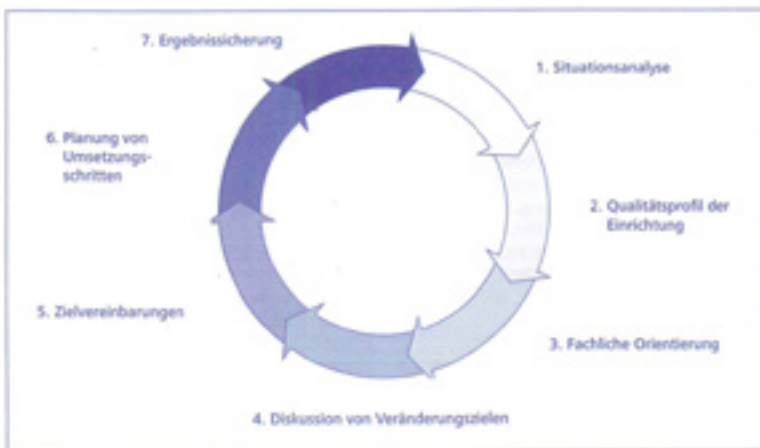 7. Ergebnissicherung
1. Situationsanalyse
6. Planung von
Umsetzungs-
schritten
2. Qualitätsprofil der
Einrichtung
5. Zielvereinbarungen
3. Fachliche Orientierung
4. Diskussion von Veränderungszielen